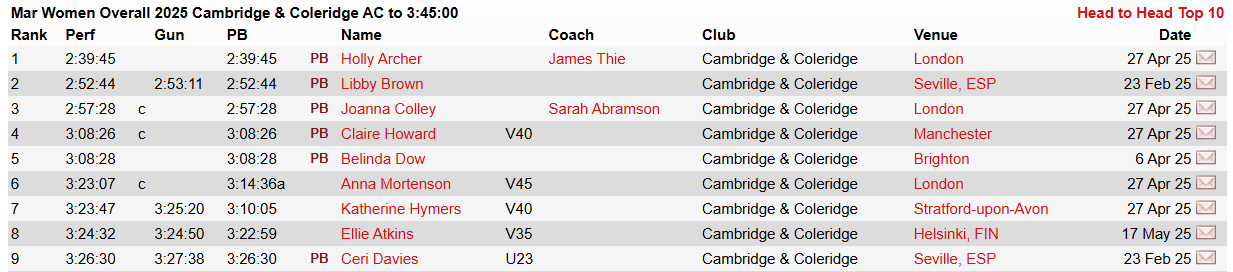 Mar Women Overall 2025 Cambridge & Coleridge AC to 3:45:00 Head to Head Top 10
Rank Perf Gun PB Name Coach Club Venue Date
1 2:39:45 2:39:45 PB Holly Archer James Thie Cambridge & Coleridge London 27 Apr 25
2 2:52:44 2:53:11 2:52:44 PB Libby Brown Cambridge & Coleridge Seville, ESP 23 Feb 25
3 2:57:28 c 2:57:28 PB Joanna Colley Sarah Abramson Cambridge & Coleridge London 27 Apr 25
4 3:08:26 c 3:08:26 PB Claire Howard V40 Cambridge & Coleridge Manchester 27 Apr 25
5 3:08:28 3:08:28 PB Belinda Dow Cambridge & Coleridge Brighton 6 Apr 25
6 3:23:07 c 3:14:36a Anna Mortenson V45 Cambridge & Coleridge London 27 Apr 25
7 3:23:47 3:25:20 3:10:05 Katherine Hymers V40 Cambridge & Coleridge Stratford-upon-Avon 27 Apr 25
8 3:24:32 3:24:50 3:22:59 Ellie Atkins V35 Cambridge & Coleridge Helsinki, FIN 17 May 25
9 3:26:30 3:27:38 3:26:30 PB Ceri Davies U23 Cambridge & Coleridge Seville, ESP 23 Feb 25